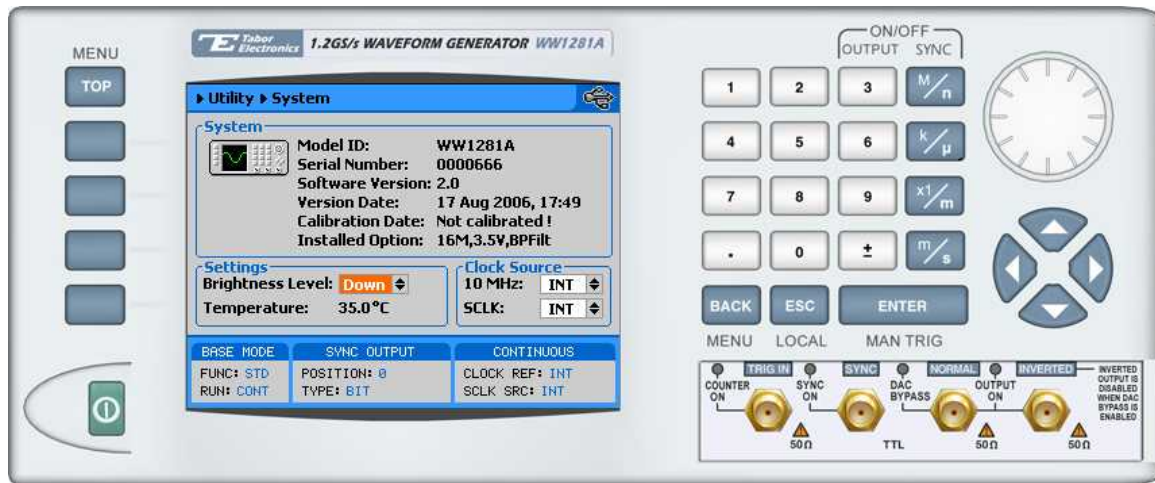 MENU
TOP
Tabor Electronics 1.2GS/s WAVEFORM GENERATOR WW1281A
Utility System
System
Model ID: WW1281A
Serial Number: 0000666
Software Version: 2.0
Version Date: 17 Aug 2006, 17:49
Calibration Date: Not calibrated !
Installed Option: 16M,3.5V,BPFilt
Settings
Brightness Level: Down
Temperature: 35.0°C
Clock Source
10 MHz: INT
SCLK: INT
BASE MODE
FUNC: STD
RUN: CONT
SYNC OUTPUT
POSITION: 0
TYPE: BIT
CONTINUOUS
CLOCK REF: INT
SCLK SRC: INT
ON/OFF
OUTPUT SYNC
1 2 3 M/n
4 5 6 k/µ
7 8 9 x1/m
. 0 ± m/s
BACK ESC ENTER
MENU LOCAL MAN TRIG
TRIG IN SYNC NORMAL INVERTED
COUNTER ON
SYNC ON
DAC BYPASS
OUTPUT ON
INVERTED
OUTPUT IS
DISABLED
WHEN DAC
BYPASS IS
ENABLED
50Ω TTL 50Ω 50Ω